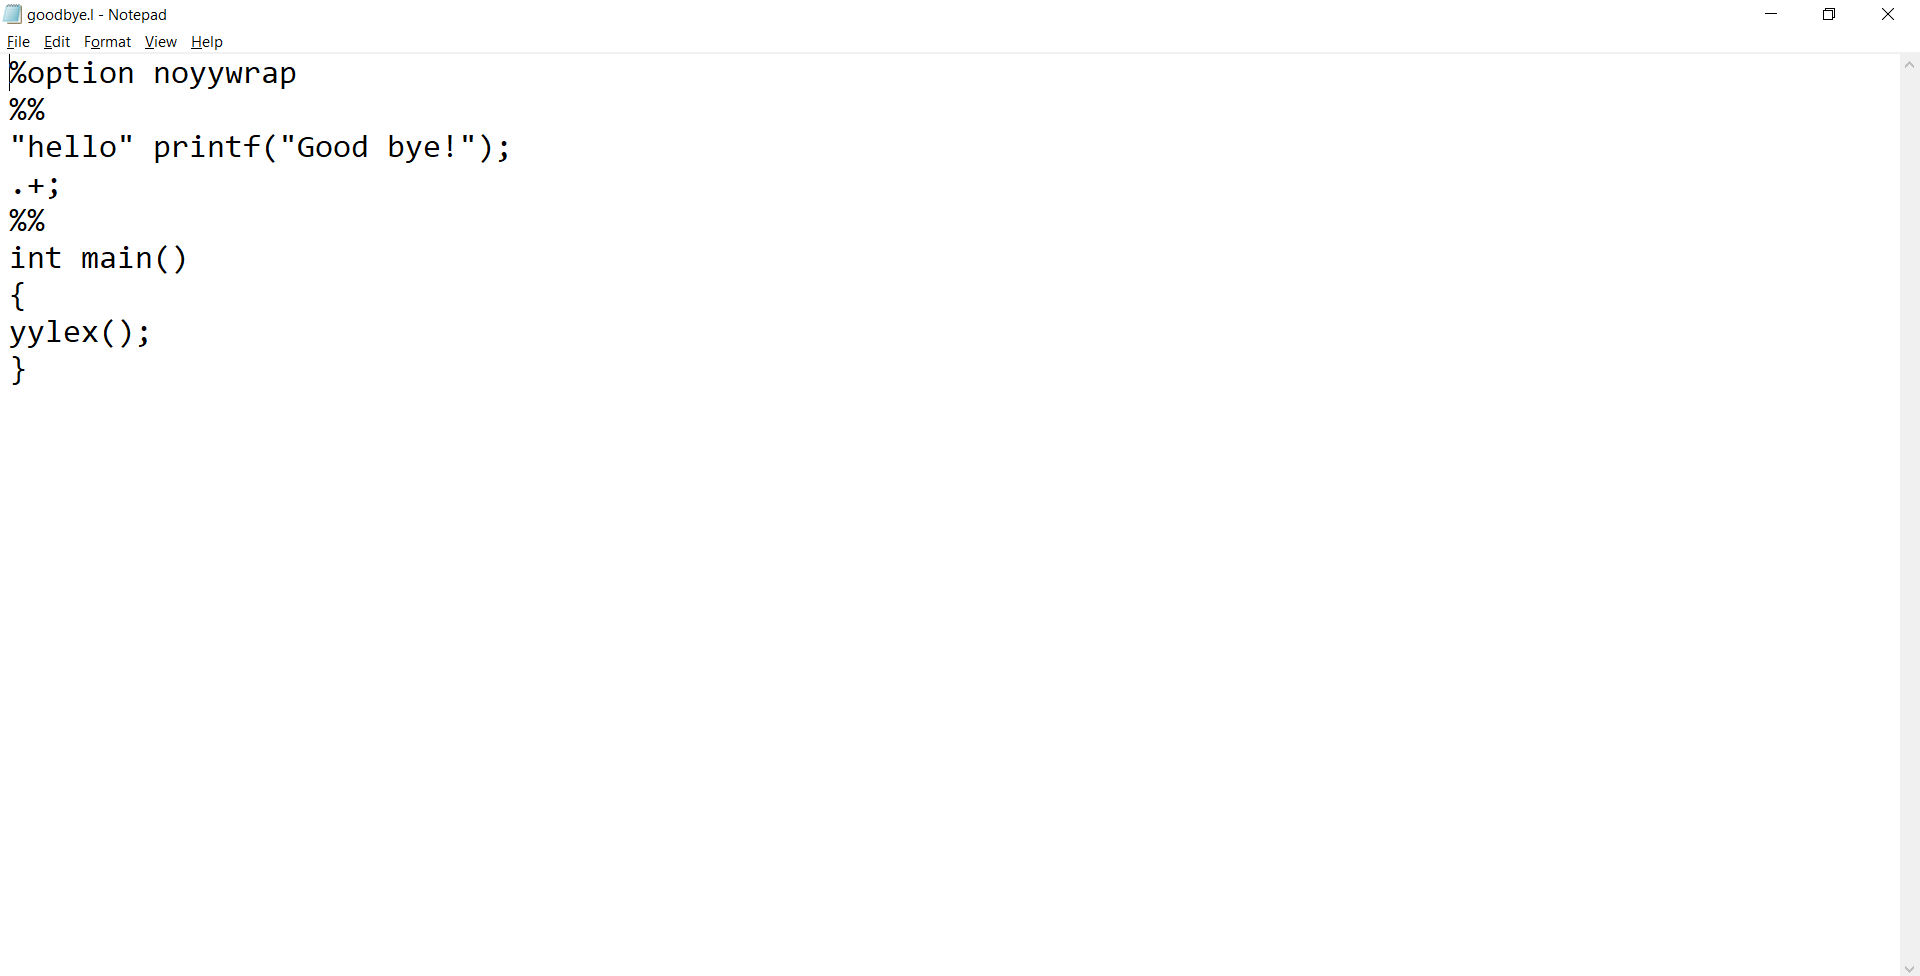 goodbye.l - Notepad
File Edit Format View Help
%option noyywrap
%%
"hello" printf("Good bye!");
.+;
%%
int main()
{
yylex();
}